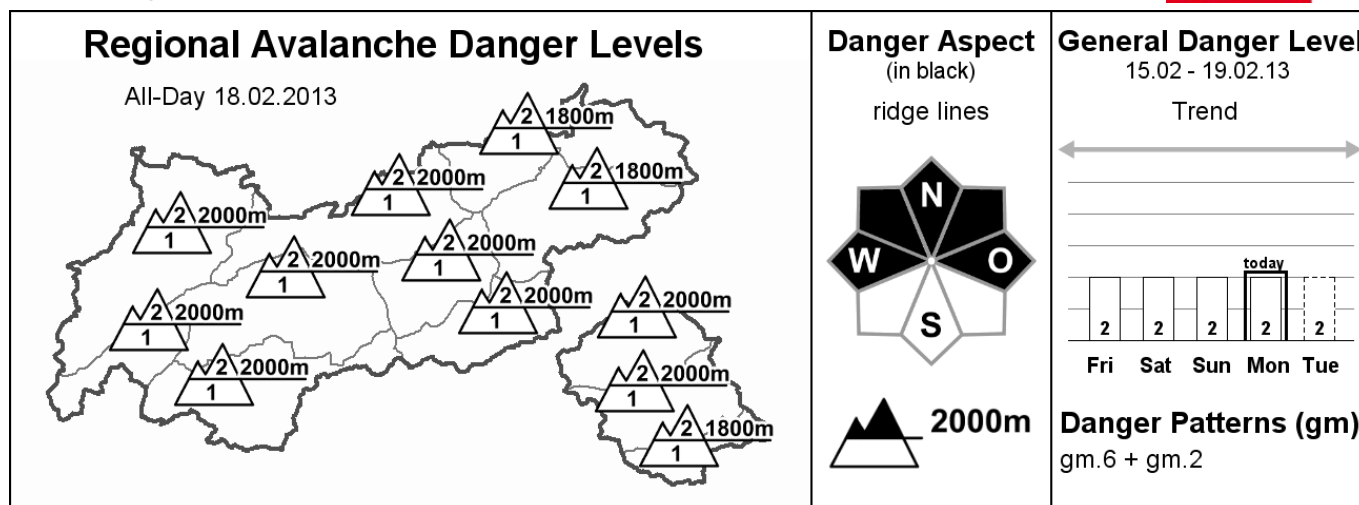 Regional Avalanche Danger Levels
All-Day 18.02.2013
2 1800m
1
2 1800m
1
2 2000m
1
2 2000m
1
2 2000m
1
2 2000m
1
2 2000m
1
2 2000m
1
2 2000m
1
2 2000m
1
2 2000m
1
2 1800m
1
Danger Aspect
(in black)
ridge lines
N
W O
S
2000m
General Danger Level
15.02 - 19.02.13
Trend
today
2 2 2 2 2
Fri Sat Sun Mon Tue
Danger Patterns (gm)
gm.6 + gm.2